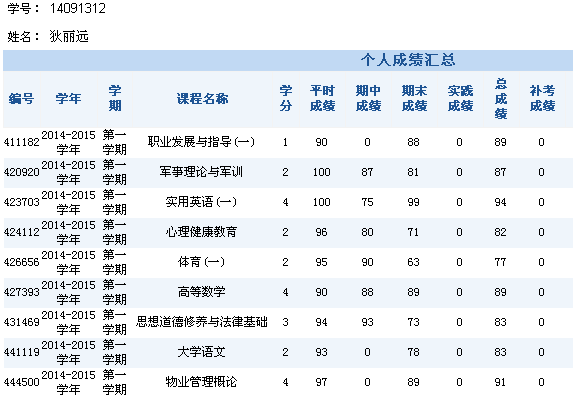 学号： 14091312
姓名： 狄丽远
个人成绩汇总
编号 学年 学期 课程名称 学分 平时成绩 期中成绩 期末成绩 实践成绩 总成绩 补考成绩
411182 2014-2015学年 第一学期 职业发展与指导(一) 1 90 0 88 0 89 0
420920 2014-2015学年 第一学期 军事理论与军训 2 100 87 81 0 87 0
423703 2014-2015学年 第一学期 实用英语(一) 4 100 75 99 0 94 0
424112 2014-2015学年 第一学期 心理健康教育 2 96 80 71 0 82 0
426656 2014-2015学年 第一学期 体育(一) 2 95 90 63 0 77 0
427393 2014-2015学年 第一学期 高等数学 4 90 88 89 0 89 0
431469 2014-2015学年 第一学期 思想道德修养与法律基础 3 94 93 73 0 83 0
441119 2014-2015学年 第一学期 大学语文 2 93 0 78 0 83 0
444500 2014-2015学年 第一学期 物业管理概论 4 97 0 89 0 91 0